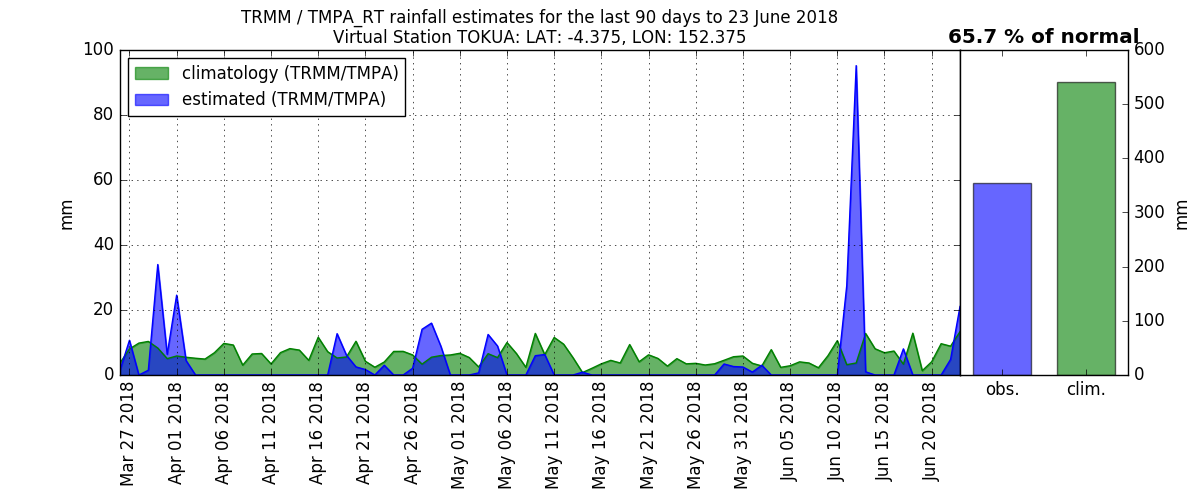 TRMM / TMPA_RT rainfall estimates for the last 90 days to 23 June 2018
Virtual Station TOKUA: LAT: -4.375, LON: 152.375
65.7 % of normal
climatology (TRMM/TMPA)
estimated (TRMM/TMPA)
100
80
60
40
20
0
mm
Mar 27 2018
Apr 01 2018
Apr 06 2018
Apr 11 2018
Apr 16 2018
Apr 21 2018
Apr 26 2018
May 01 2018
May 06 2018
May 11 2018
May 16 2018
May 21 2018
May 26 2018
May 31 2018
Jun 05 2018
Jun 10 2018
Jun 15 2018
Jun 20 2018
obs.
clim.
600
500
400
300
200
100
0
mm